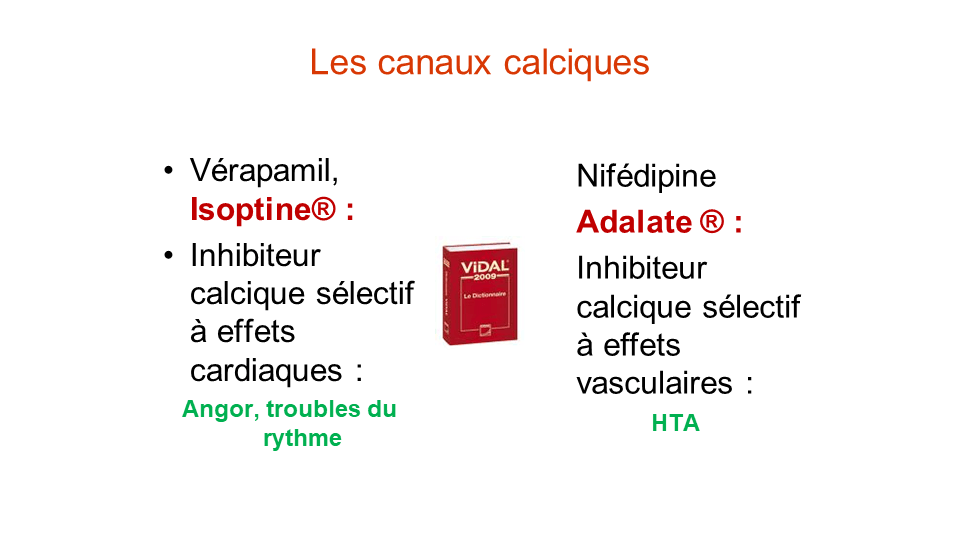 Les canaux calciques
• Vérapamil,
Isoptine® :
• Inhibiteur
calcique sélectif
à effets
cardiaques :
Angor, troubles du
rythme
ViDAL®
2009
Le Dictionnaire
Nifédipine
Adalate ® :
Inhibiteur
calcique sélectif
à effets
vasculaires :
HTA